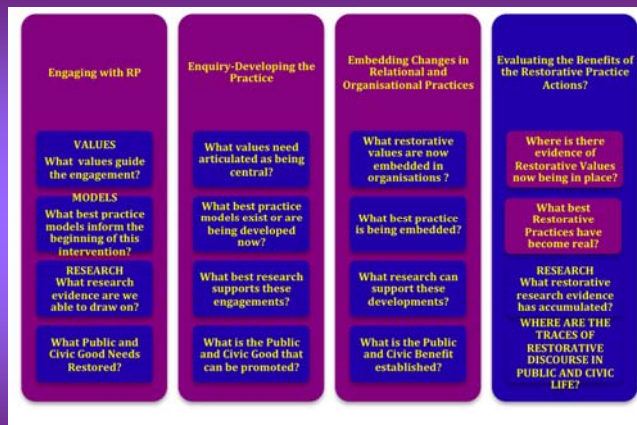 Engaging with RP
VALUES
What values guide
the engagement?
MODELS
What best practice
models inform the
beginning of this
intervention?
RESEARCH
What research
evidence are we
able to draw on?
What Public and
Civic Good Needs
Restored?
Enquiry-Developing the
Practice
What values need
articulated as being
central?
What best practice
models exist or are
being developed
now?
What best research
supports these
engagements?
What is the Public
and Civic Good that
can be promoted?
Embedding Changes in
Relational and
Organisational Practices
What restorative
values are now
embedded in
organisations ?
What best practice
is being embedded?
What research can
support these
developments?
What is the Public
and Civic Benefit
established?
Evaluating the Benefits of
the Restorative Practice
Actions?
Where is there
evidence of
Restorative Values
now being in place?
What best
Restorative
Practices have
become real?
RESEARCH
What restorative
research evidence
has accumulated?
WHERE ARE THE
TRACES OF
RESTORATIVE
DISCOURSE IN
PUBLIC AND CIVIC
LIFE?